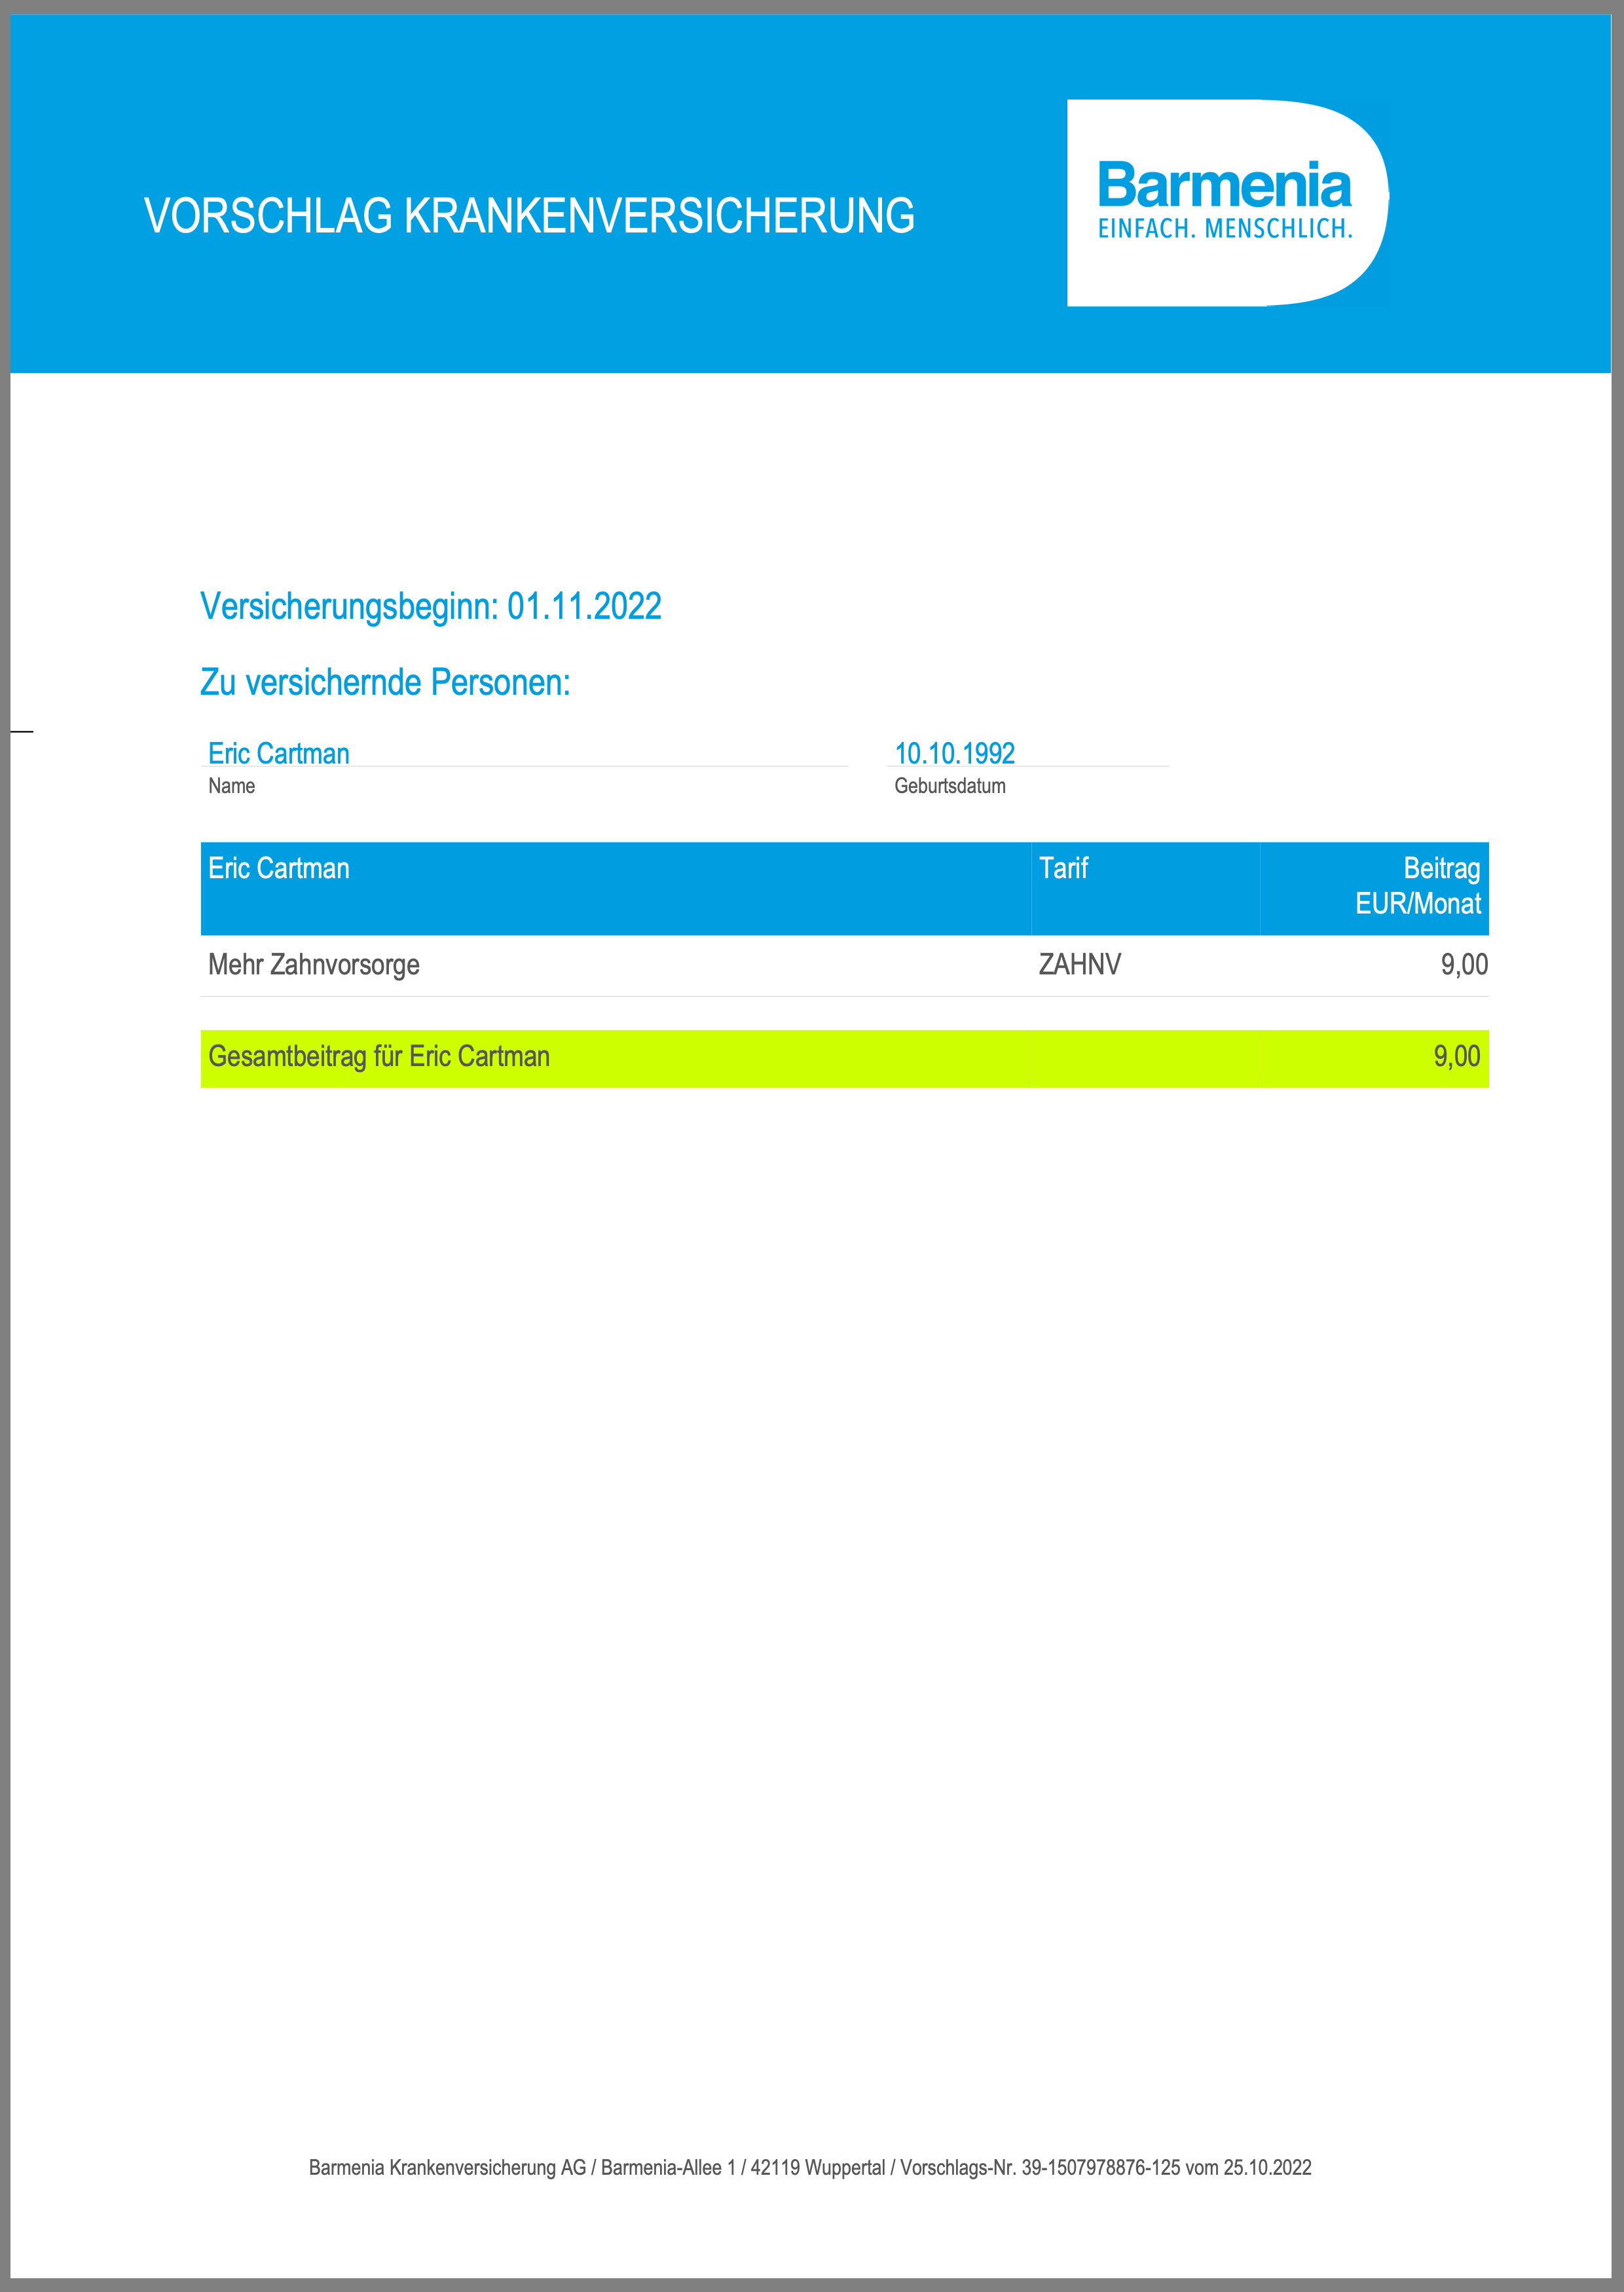 VORSCHLAG KRANKENVERSICHERUNG
Barmenia
EINFACH. MENSCHLICH.
Versicherungsbeginn: 01.11.2022
Zu versichernde Personen:
Eric Cartman 10.10.1992
Name Geburtsdatum
Eric Cartman Tarif Beitrag
EUR/Monat
Mehr Zahnvorsorge ZAHNV 9,00
Gesamtbeitrag für Eric Cartman 9,00
Barmenia Krankenversicherung AG / Barmenia-Allee 1 / 42119 Wuppertal / Vorschlags-Nr. 39-1507978876-125 vom 25.10.2022